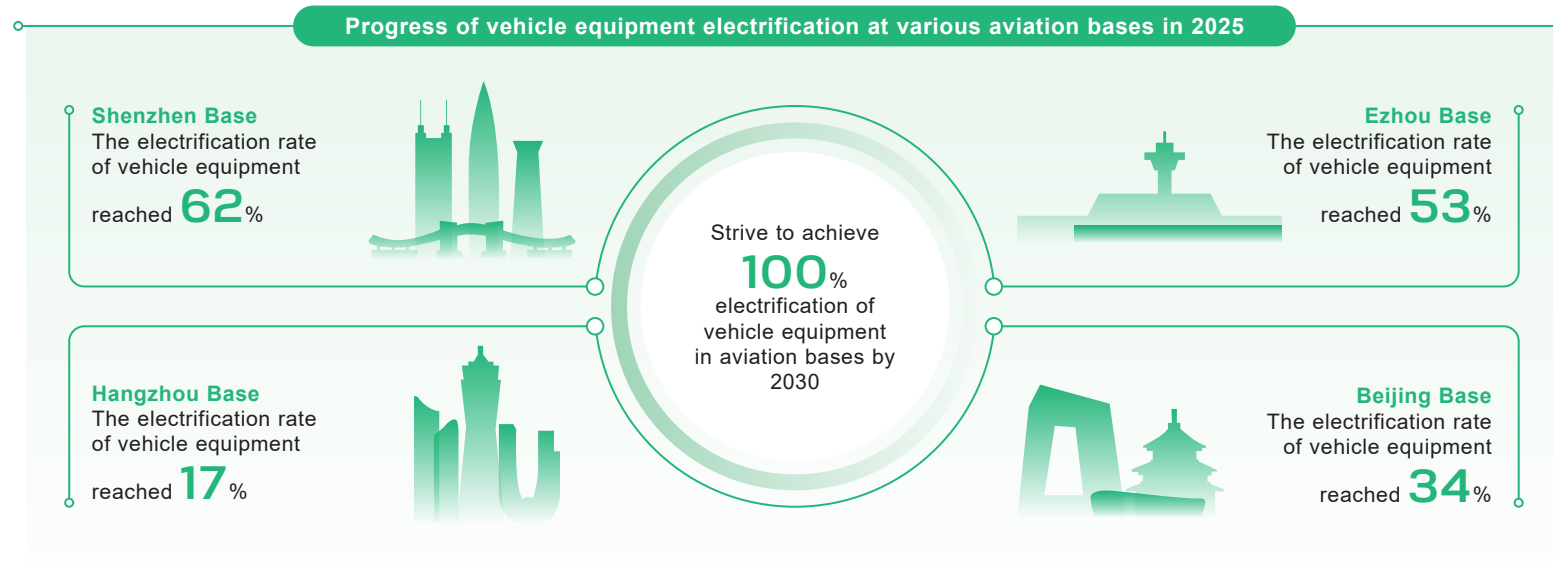 Progress of vehicle equipment electrification at various aviation bases in 2025
Shenzhen Base
The electrification rate
of vehicle equipment
reached 62%
Ezhou Base
The electrification rate
of vehicle equipment
reached 53%
Strive to achieve
100%
electrification of
vehicle equipment
in aviation bases by
2030
Hangzhou Base
The electrification rate
of vehicle equipment
reached 17%
Beijing Base
The electrification rate
of vehicle equipment
reached 34%